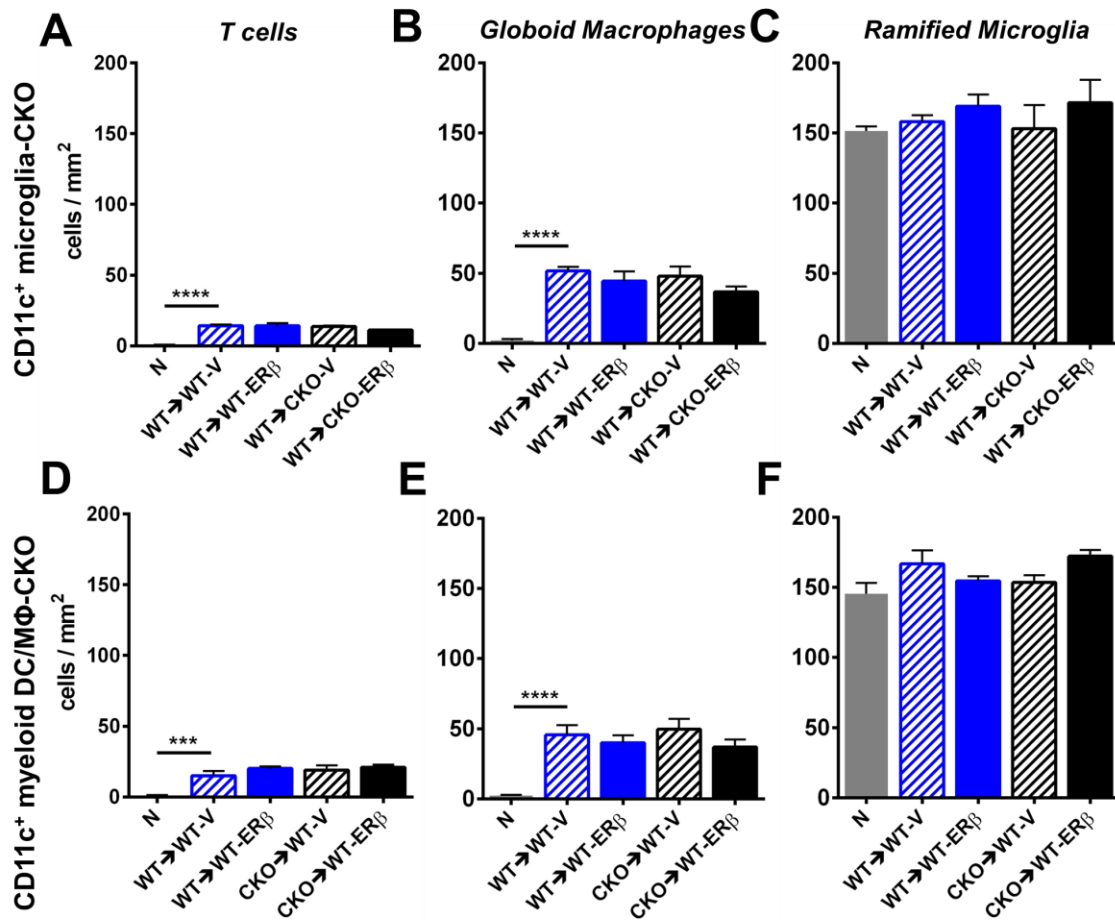 A
T cells
B
Globoid Macrophages
C
Ramified Microglia
CD11c⁺ microglia-CKO
cells / mm²
200
150
100
50
0
****
N
WT➔WT-V
WT➔WT-ERβ
WT➔CKO-V
WT➔CKO-ERβ
200
150
100
50
0
****
N
WT➔WT-V
WT➔WT-ERβ
WT➔CKO-V
WT➔CKO-ERβ
200
150
100
50
0
N
WT➔WT-V
WT➔WT-ERβ
WT➔CKO-V
WT➔CKO-ERβ
D
E
F
CD11c⁺ myeloid DC/MΦ-CKO
cells / mm²
200
150
100
50
0
***
N
WT➔WT-V
WT➔WT-ERβ
CKO➔WT-V
CKO➔WT-ERβ
200
150
100
50
0
****
N
WT➔WT-V
WT➔WT-ERβ
CKO➔WT-V
CKO➔WT-ERβ
200
150
100
50
0
N
WT➔WT-V
WT➔WT-ERβ
CKO➔WT-V
CKO➔WT-ERβ